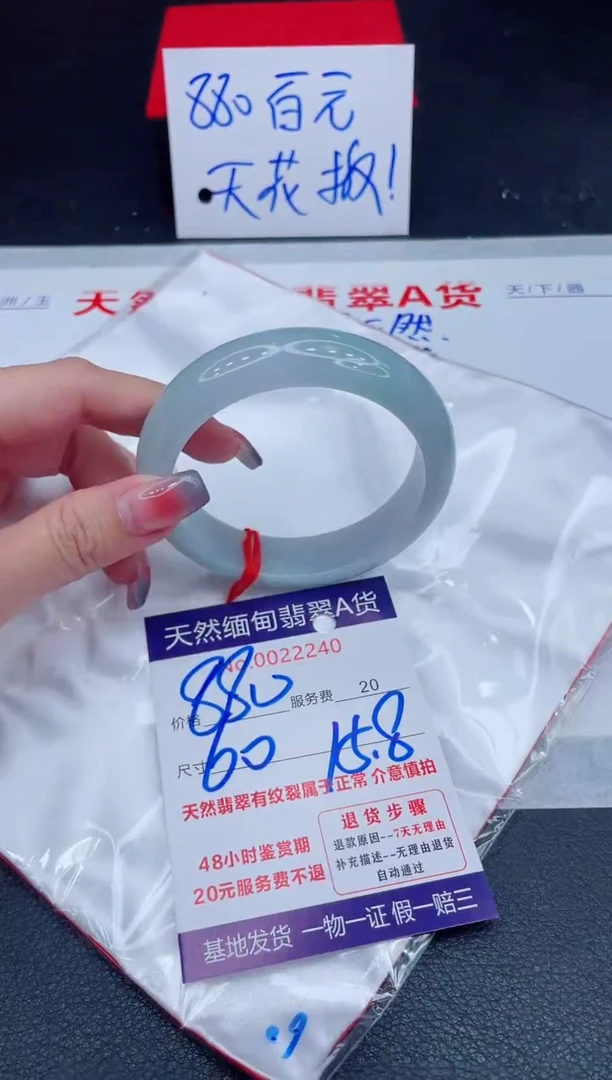 880百元
天花板!
洲/玉
天然 翡翠A货
天/下/器
然
天然缅甸翡翠A货
No.0022240
价格 880 服务费 20
尺寸 60 15.8
天然翡翠有纹裂属于正常 介意慎拍
48小时鉴赏期
20元服务费不退
退货步骤
退款原因--7天无理由
补充描述--无理由退货
自动通过
基地发货 一物一证 假一赔三
.9